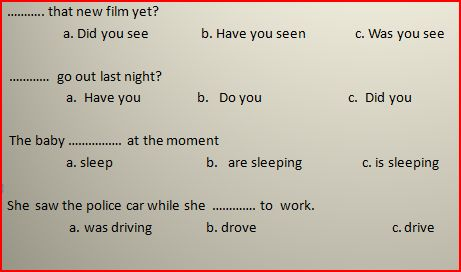 ........... that new film yet?
a. Did you see b. Have you seen c. Was you see
............ go out last night?
a. Have you b. Do you c. Did you
The baby ................ at the moment
a. sleep b. are sleeping c. is sleeping
She saw the police car while she ............. to work.
a. was driving b. drove c. drive